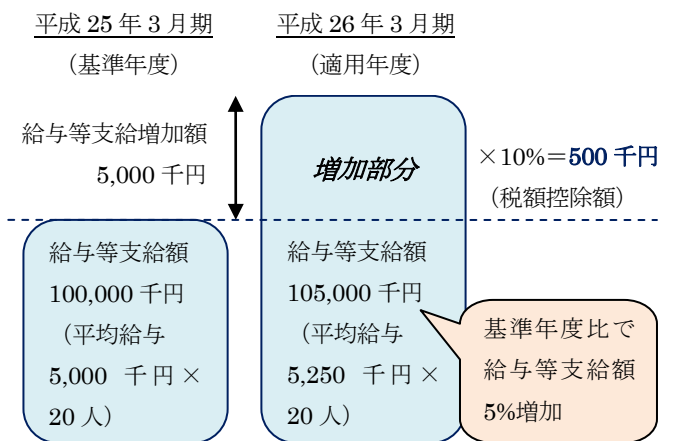 平成 25 年 3 月期
(基準年度)
平成 26 年 3 月期
(適用年度)
給与等支給増加額
5,000 千円
増加部分
×10%=500 千円
(税額控除額)
給与等支給額
100,000 千円
(平均給与
5,000 千円×
20 人)
給与等支給額
105,000 千円
(平均給与
5,250 千円×
20 人)
基準年度比で
給与等支給額
5%増加